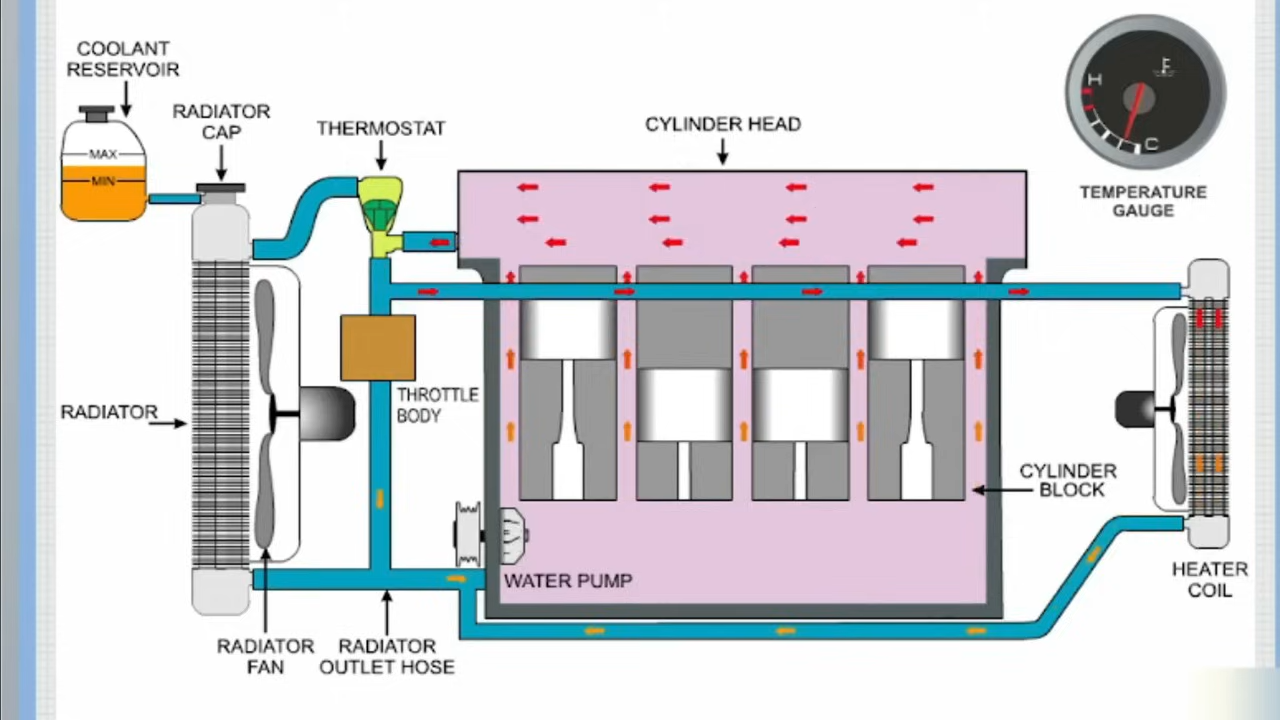 COOLANT
RESERVOIR
MAX
MIN
RADIATOR
CAP
THERMOSTAT
CYLINDER HEAD
H
C
TEMPERATURE
GAUGE
THROTTLE
BODY
RADIATOR
CYLINDER
BLOCK
WATER PUMP
HEATER
COIL
RADIATOR
FAN
RADIATOR
OUTLET HOSE